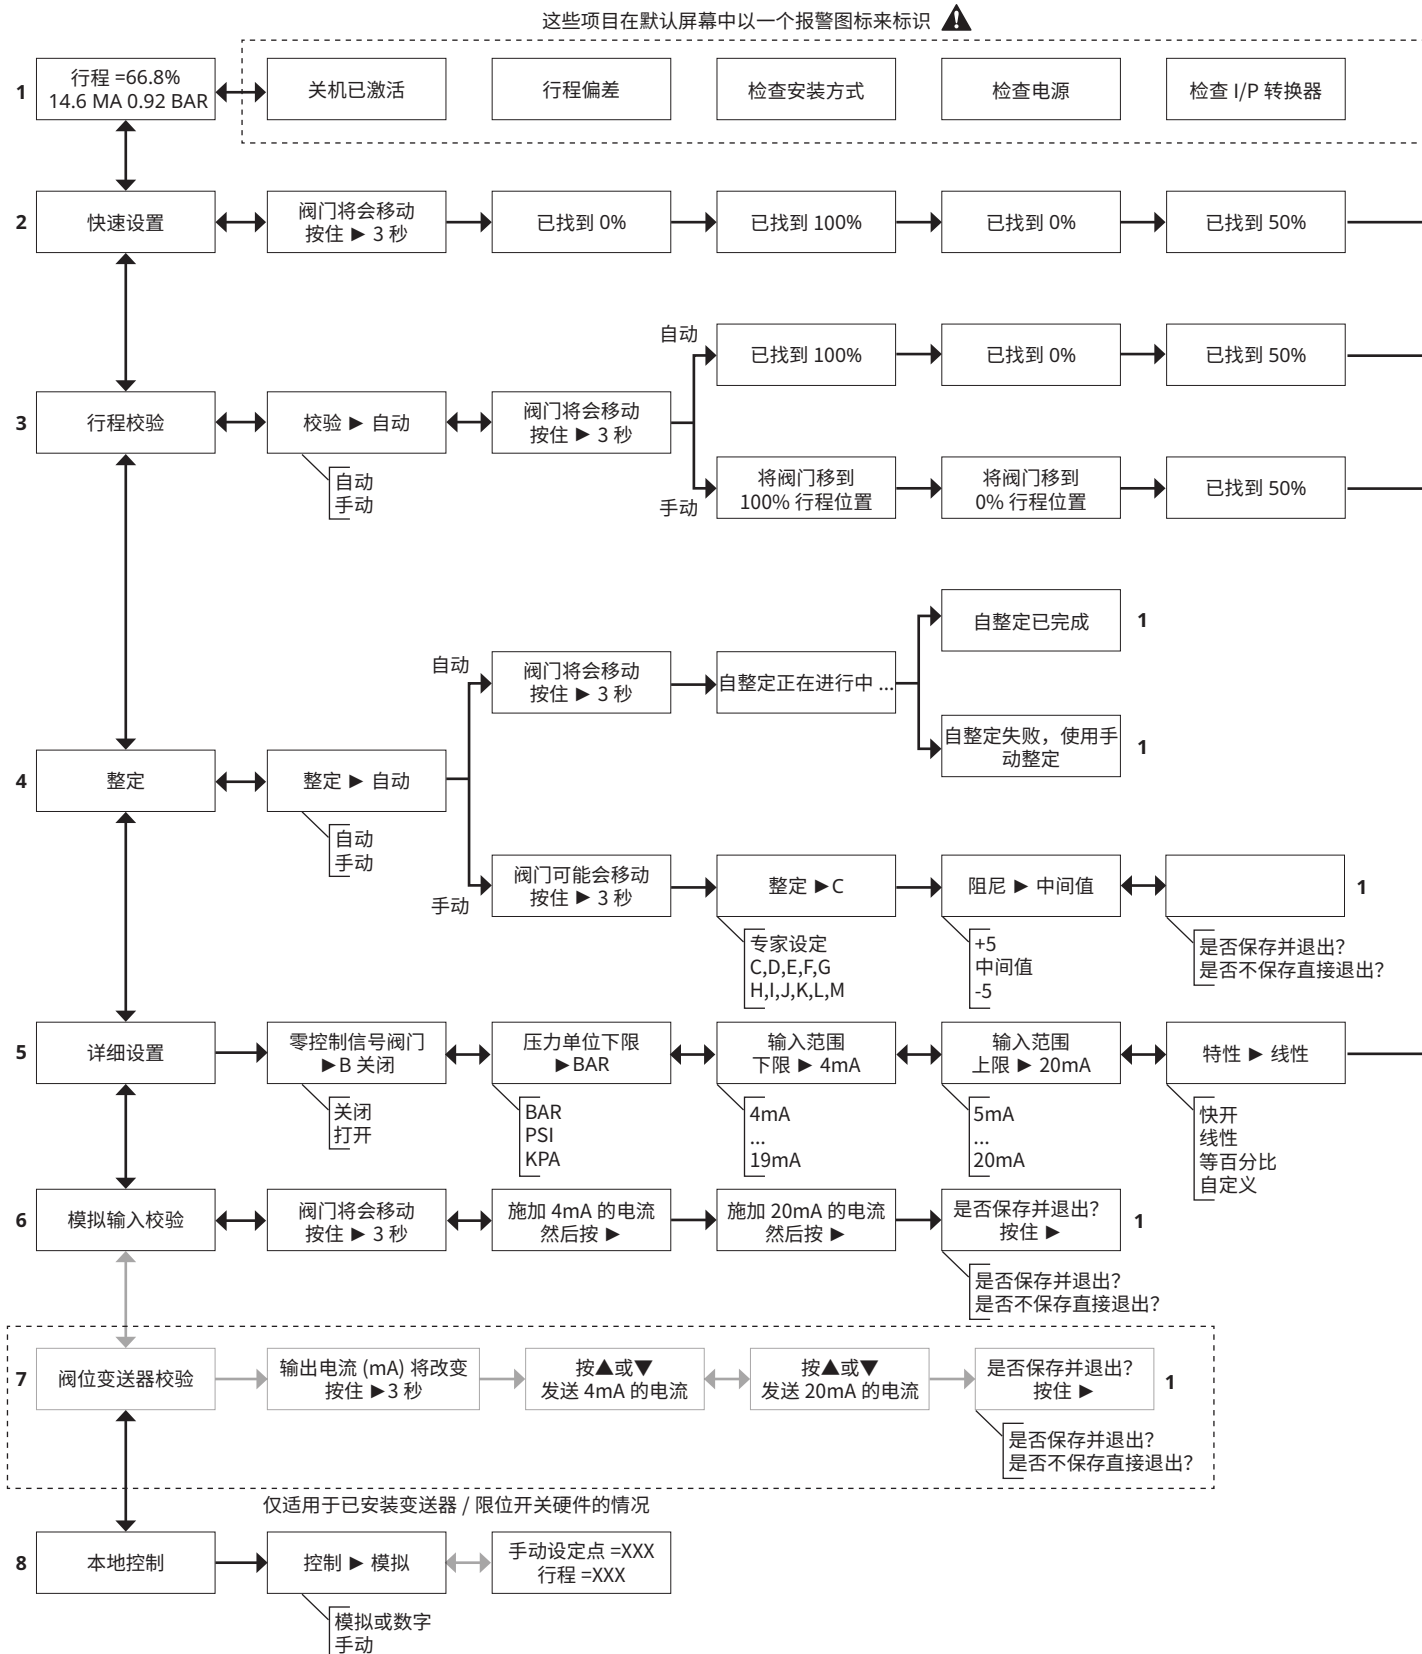 这些项目在默认屏幕中以一个报警图标来标识
1
行程 =66.8%
14.6 MA 0.92 BAR
关机已激活
行程偏差
检查安装方式
检查电源
检查 I/P 转换器
2
快速设置
阀门将会移动
按住 ► 3 秒
已找到 0%
已找到 100%
已找到 0%
已找到 50%
自动
已找到 100%
已找到 0%
已找到 50%
3
行程校验
校验 ► 自动
自动
手动
阀门将会移动
按住 ► 3 秒
手动
将阀门移到
100% 行程位置
将阀门移到
0% 行程位置
已找到 50%
自动
阀门将会移动
按住 ► 3 秒
自整定正在进行中 ...
自整定已完成
1
自整定失败，使用手
动整定
1
4
整定
整定 ► 自动
自动
手动
手动
阀门可能会移动
按住 ► 3 秒
整定 ►C
专家设定
C,D,E,F,G
H,I,J,K,L,M
阻尼 ► 中间值
+5
中间值
-5
1
是否保存并退出？
是否不保存直接退出？
5
详细设置
零控制信号阀门
►B 关闭
关闭
打开
压力单位下限
►BAR
BAR
PSI
KPA
输入范围
下限 ► 4mA
4mA
...
19mA
输入范围
上限 ► 20mA
5mA
...
20mA
特性 ► 线性
快开
线性
等百分比
自定义
6
模拟输入校验
阀门将会移动
按住 ► 3 秒
施加 4mA 的电流
然后按 ►
施加 20mA 的电流
然后按 ►
是否保存并退出？
按住 ►
1
是否保存并退出？
是否不保存直接退出？
7
阀位变送器校验
输出电流 (mA) 将改变
按住 ►3 秒
按▲或▼
发送 4mA 的电流
按▲或▼
发送 20mA 的电流
是否保存并退出？
按住 ►
1
是否保存并退出？
是否不保存直接退出？
仅适用于已安装变送器 / 限位开关硬件的情况
8
本地控制
控制 ► 模拟
模拟或数字
手动
手动设定点 =XXX
行程 =XXX